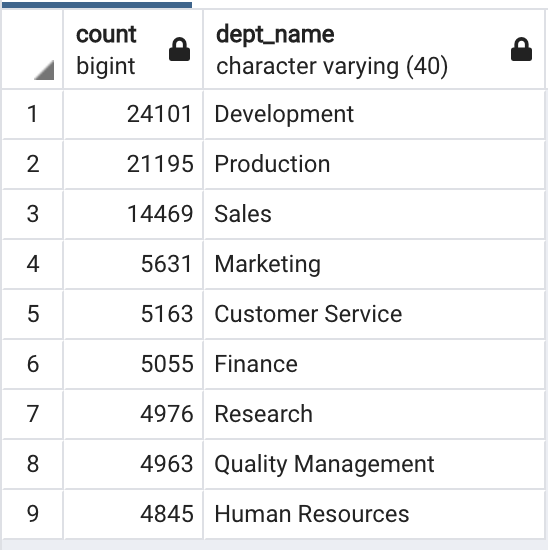 count dept_name
bigint character varying (40)
1 24101 Development
2 21195 Production
3 14469 Sales
4 5631 Marketing
5 5163 Customer Service
6 5055 Finance
7 4976 Research
8 4963 Quality Management
9 4845 Human Resources